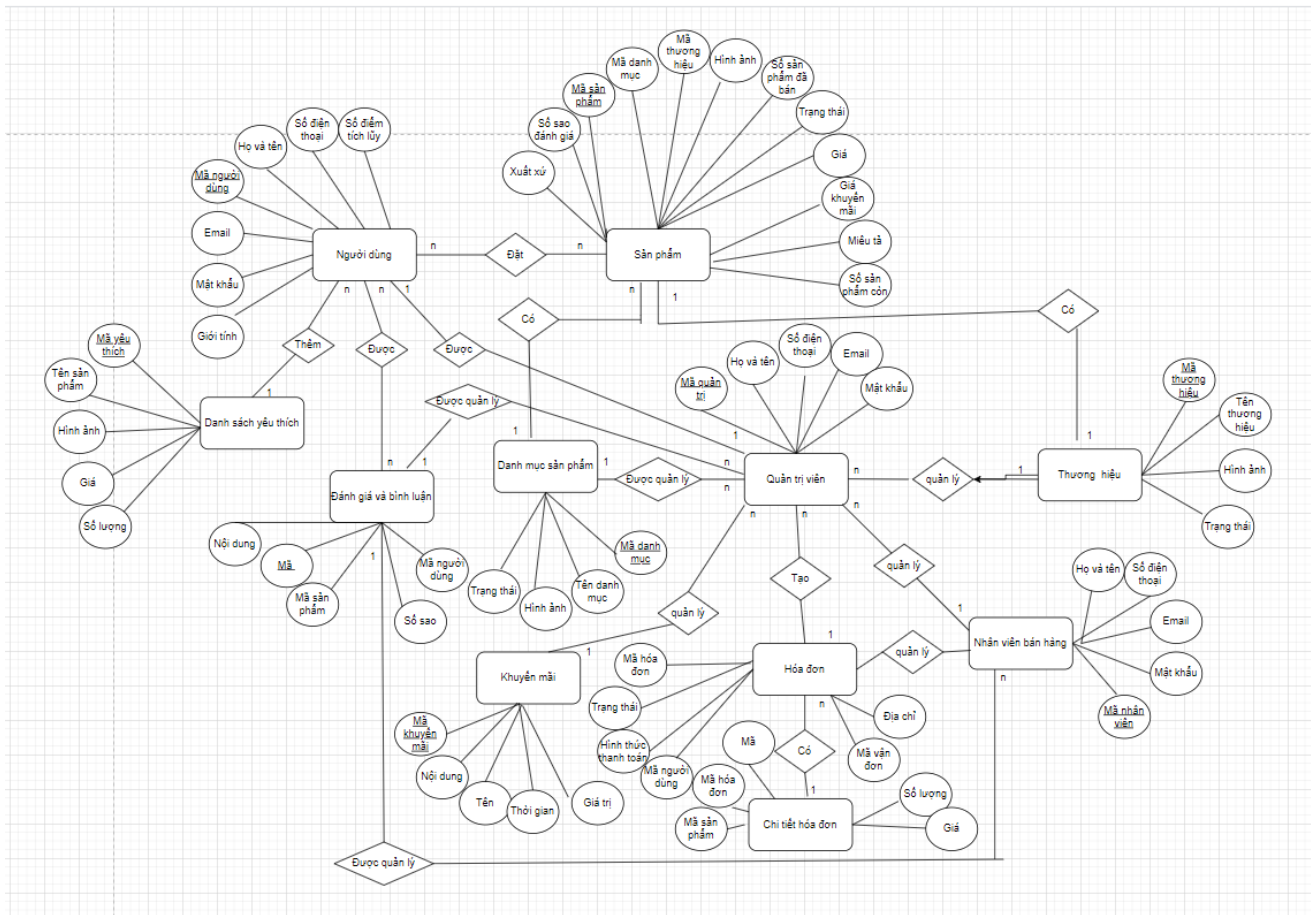 Mã
thương
hiệu
Mã danh
mục
Hình ảnh
Số sản
phẩm đã
bán
Mã sản
phẩm
Trạng thái
Số sao
đánh giá
Giá
Xuất xứ
Giá
khuyến
mãi
Miêu tả
Số sản
phẩm còn
Số điểm
tích lũy
Số điện
thoại
Họ và tên
Mã người
dùng
Email
Mật khẩu
Giới tính
Người dùng
n
Đặt
n
Sản phẩm
n
n
1
n
1
Thêm
Được
Được
Có
Có
Mã yêu
thích
Tên sản
phẩm
Hình ảnh
Giá
Số lượng
1
Danh sách yêu thích
Được quản lý
Số điện
thoại
Họ và tên
Email
Mã quản
trị
Mật khẩu
Mã
thương
hiệu
Tên
thương
hiệu
Hình ảnh
Trạng thái
n
1
1
1
1
Đánh giá và bình luận
Danh mục sản phẩm
1
Được quản lý
n
n
Quản trị viên
n
quản lý
1
Thương hiệu
Nội dung
Mã
Mã sản
phẩm
1
Mã người
dùng
Số sao
Trạng thái
Hình ảnh
Tên danh
mục
Mã danh
mục
n
n
n
quản lý
Tạo
quản lý
Họ và tên
Số điện
thoại
Email
Mật khẩu
Mã nhân
viên
1
1
1
Khuyến mãi
Hóa đơn
quản lý
Nhân viên bán hàng
n
Mã hóa
đơn
Trạng thái
Hình thức
thanh toán
Mã người
dùng
n
Địa chỉ
Mã vận
đơn
Mã
khuyến
mãi
Nội dung
Tên
Thời gian
Giá trị
Có
Mã
Mã hóa
đơn
Mã sản
phẩm
1
Chi tiết hóa đơn
Số lượng
Giá
Được quản lý